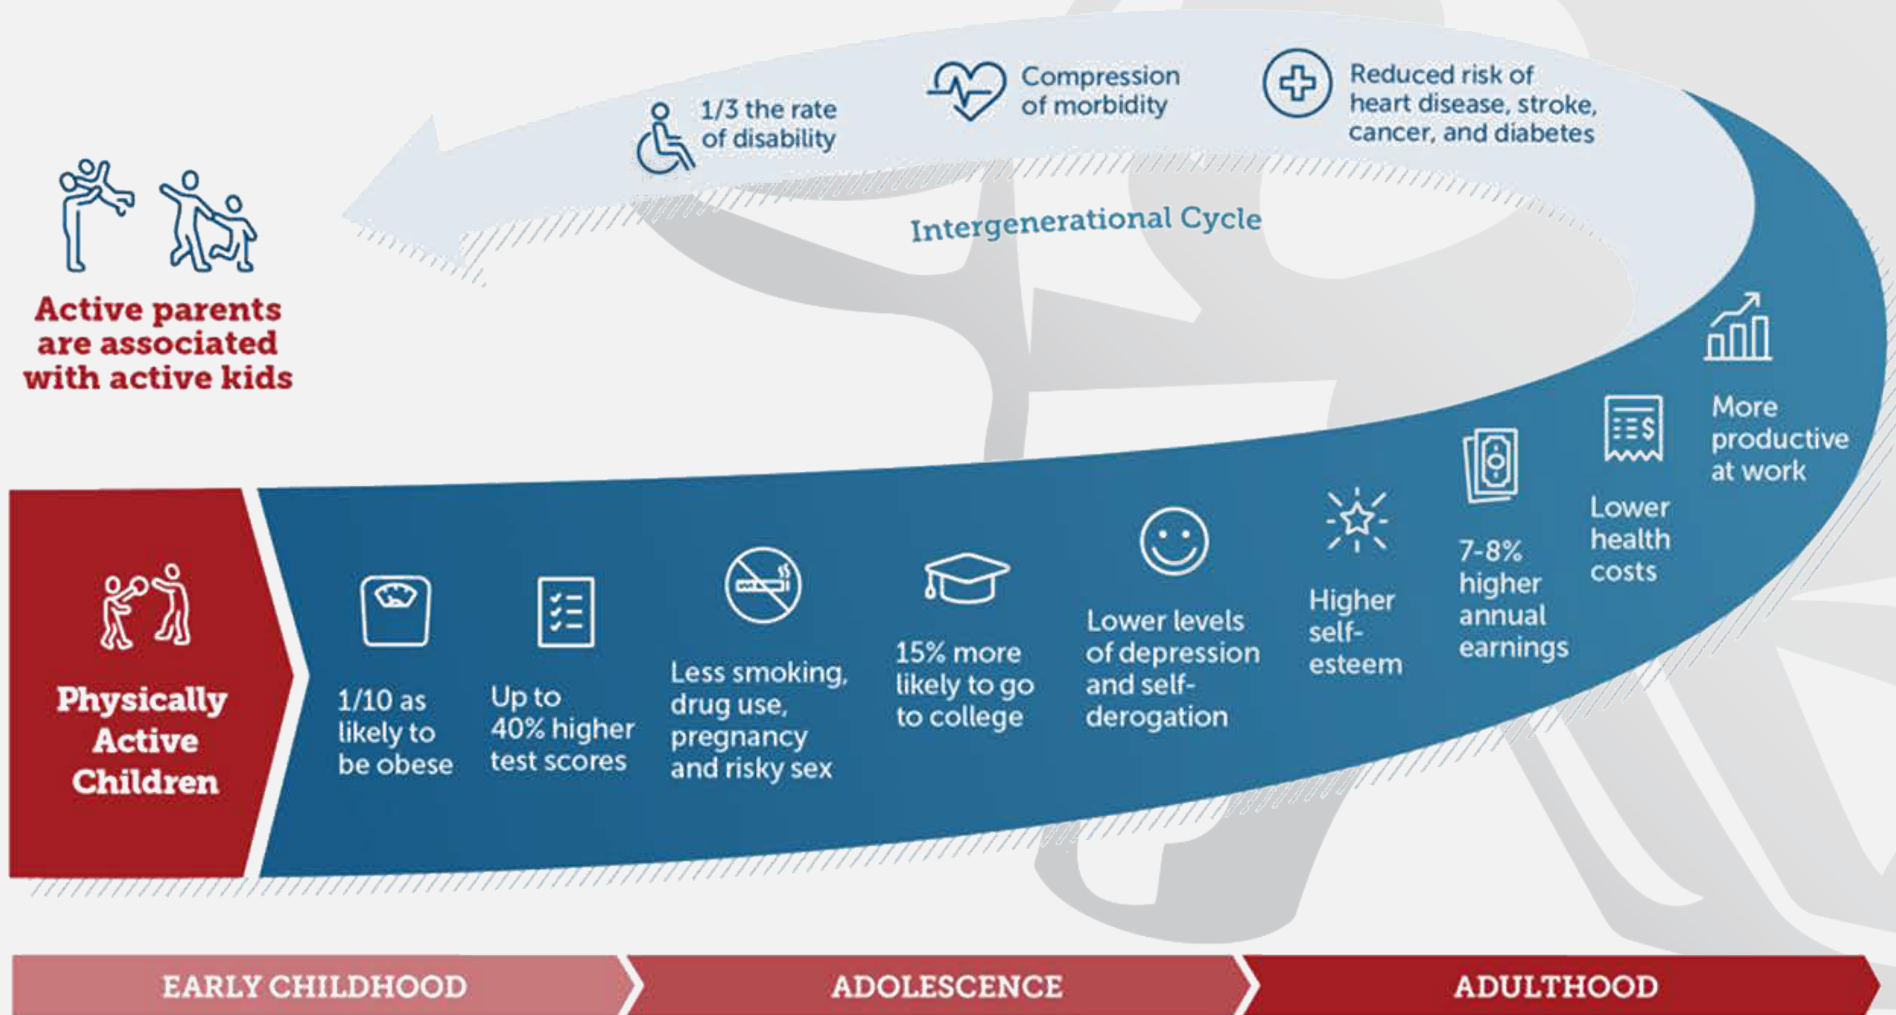 1/3 the rate
of disability
Compression
of morbidity
Reduced risk of
heart disease, stroke,
cancer, and diabetes
Intergenerational Cycle
Active parents
are associated
with active kids
Physically
Active
Children
1/10 as
likely to
be obese
Up to
40% higher
test scores
Less smoking,
drug use,
pregnancy
and risky sex
15% more
likely to go
to college
Lower levels
of depression
and self-
derogation
Higher
self-
esteem
7-8%
higher
annual
earnings
$
Lower
health
costs
More
productive
at work
EARLY CHILDHOOD
ADOLESCENCE
ADULTHOOD